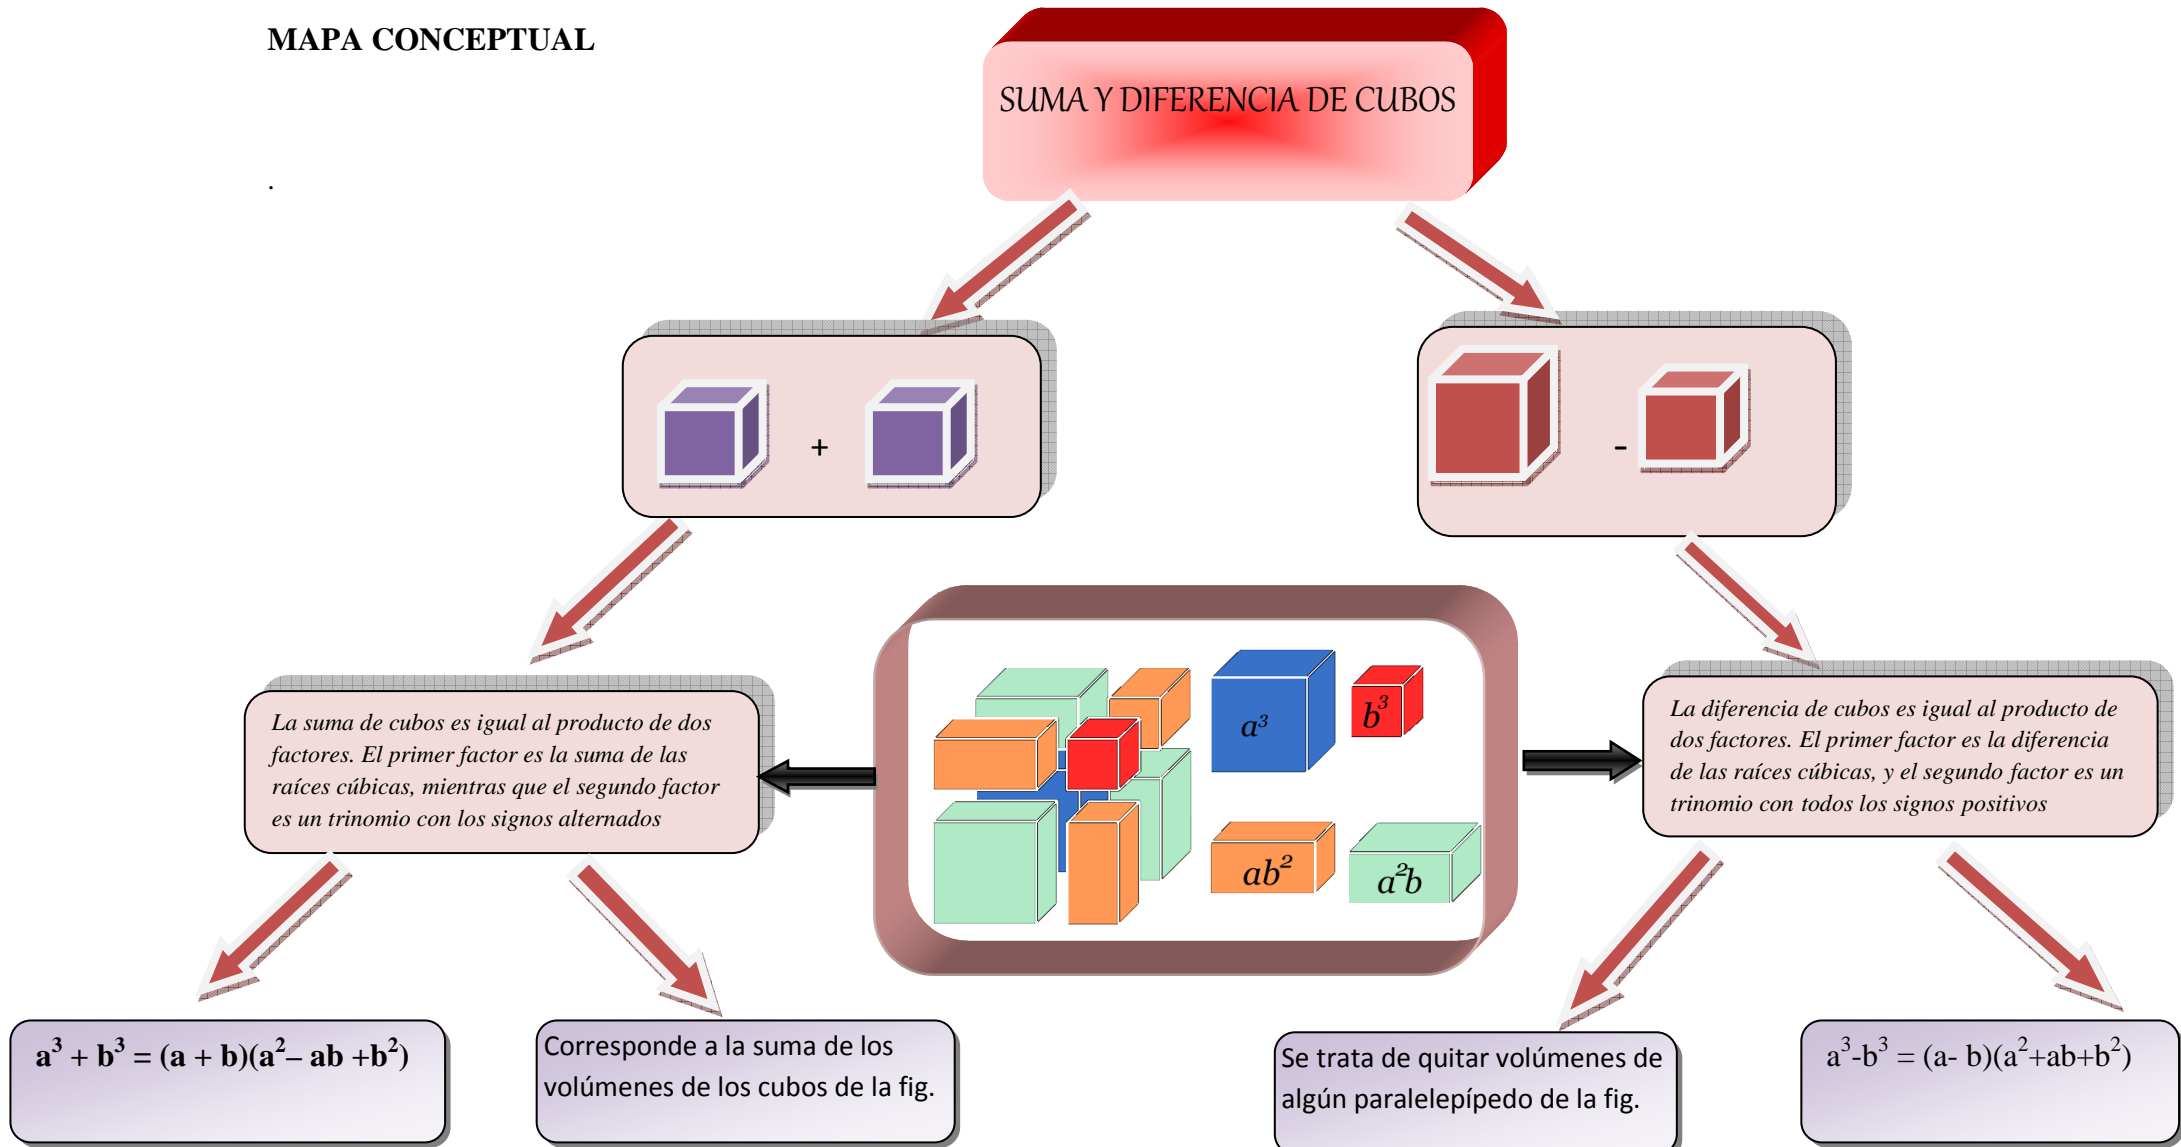 MAPA CONCEPTUAL
SUMA Y DIFERENCIA DE CUBOS
.
+
-
La suma de cubos es igual al producto de dos
factores. El primer factor es la suma de las
raíces cúbicas, mientras que el segundo factor
es un trinomio con los signos alternados
a³
b³
ab²
a²b
La diferencia de cubos es igual al producto de
dos factores. El primer factor es la diferencia
de las raíces cúbicas, y el segundo factor es un
trinomio con todos los signos positivos
a³ + b³ = (a + b)(a²– ab +b²)
Corresponde a la suma de los
volúmenes de los cubos de la fig.
Se trata de quitar volúmenes de
algún paralelepípedo de la fig.
a³-b³ = (a- b)(a²+ab+b²)